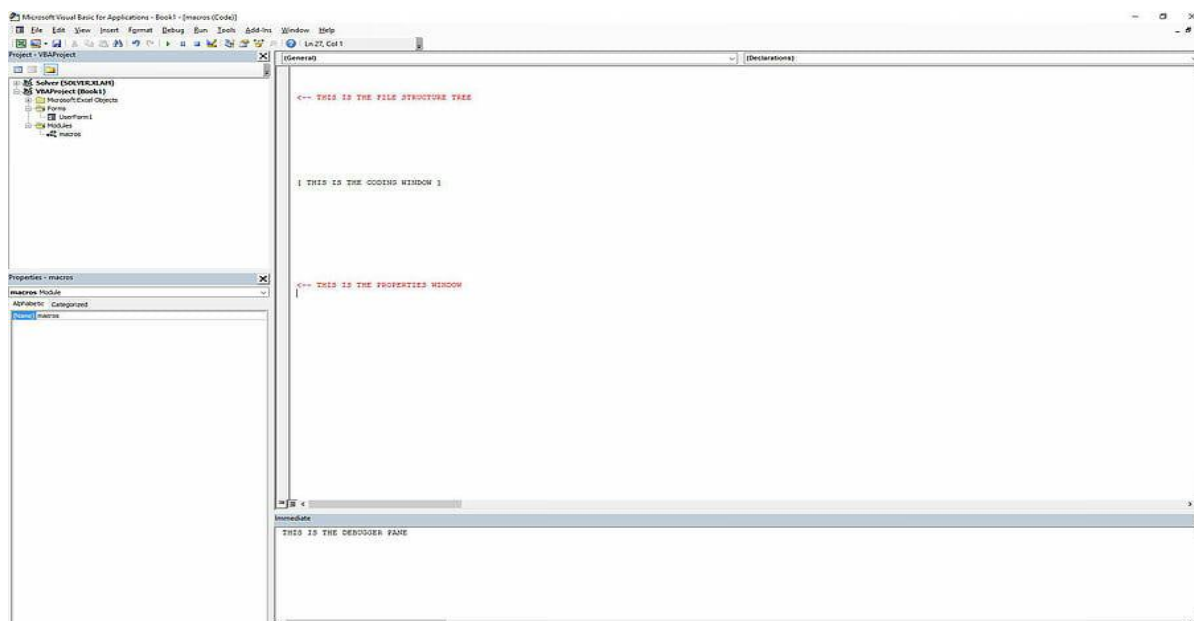 Microsoft Visual Basic for Applications - Book1 - [macros (Code)]
File Edit View Insert Format Debug Run Tools Add-Ins Window Help
Ln 27, Col 1
Project - VBAProject
(General)
(Declarations)
Solver (SOLVER.XLAM)
VBAProject (Book1)
Microsoft Excel Objects
Forms
UserForm1
Modules
macros
<-- THIS IS THE FILE STRUCTURE TREE
[ THIS IS THE CODING WINDOW ]
<-- THIS IS THE PROPERTIES WINDOW
Properties - macros
macros Module
Alphabetic Categorized
(Name) macros
Immediate
THIS IS THE DEBUGGER PANE